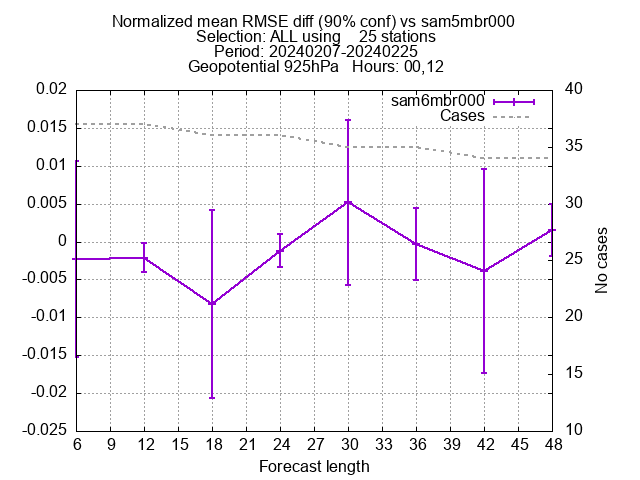 Normalized mean RMSE diff (90% conf) vs sam5mbr000
Selection: ALL using    25 stations
Period: 20240207-20240225
Geopotential 925hPa   Hours: 00,12
sam6mbr000
Cases
0.02
0.015
0.01
0.005
0
-0.005
-0.01
-0.015
-0.02
-0.025
40
35
30
25
20
15
10
No cases
6 9 12 15 18 21 24 27 30 33 36 39 42 45 48
Forecast length